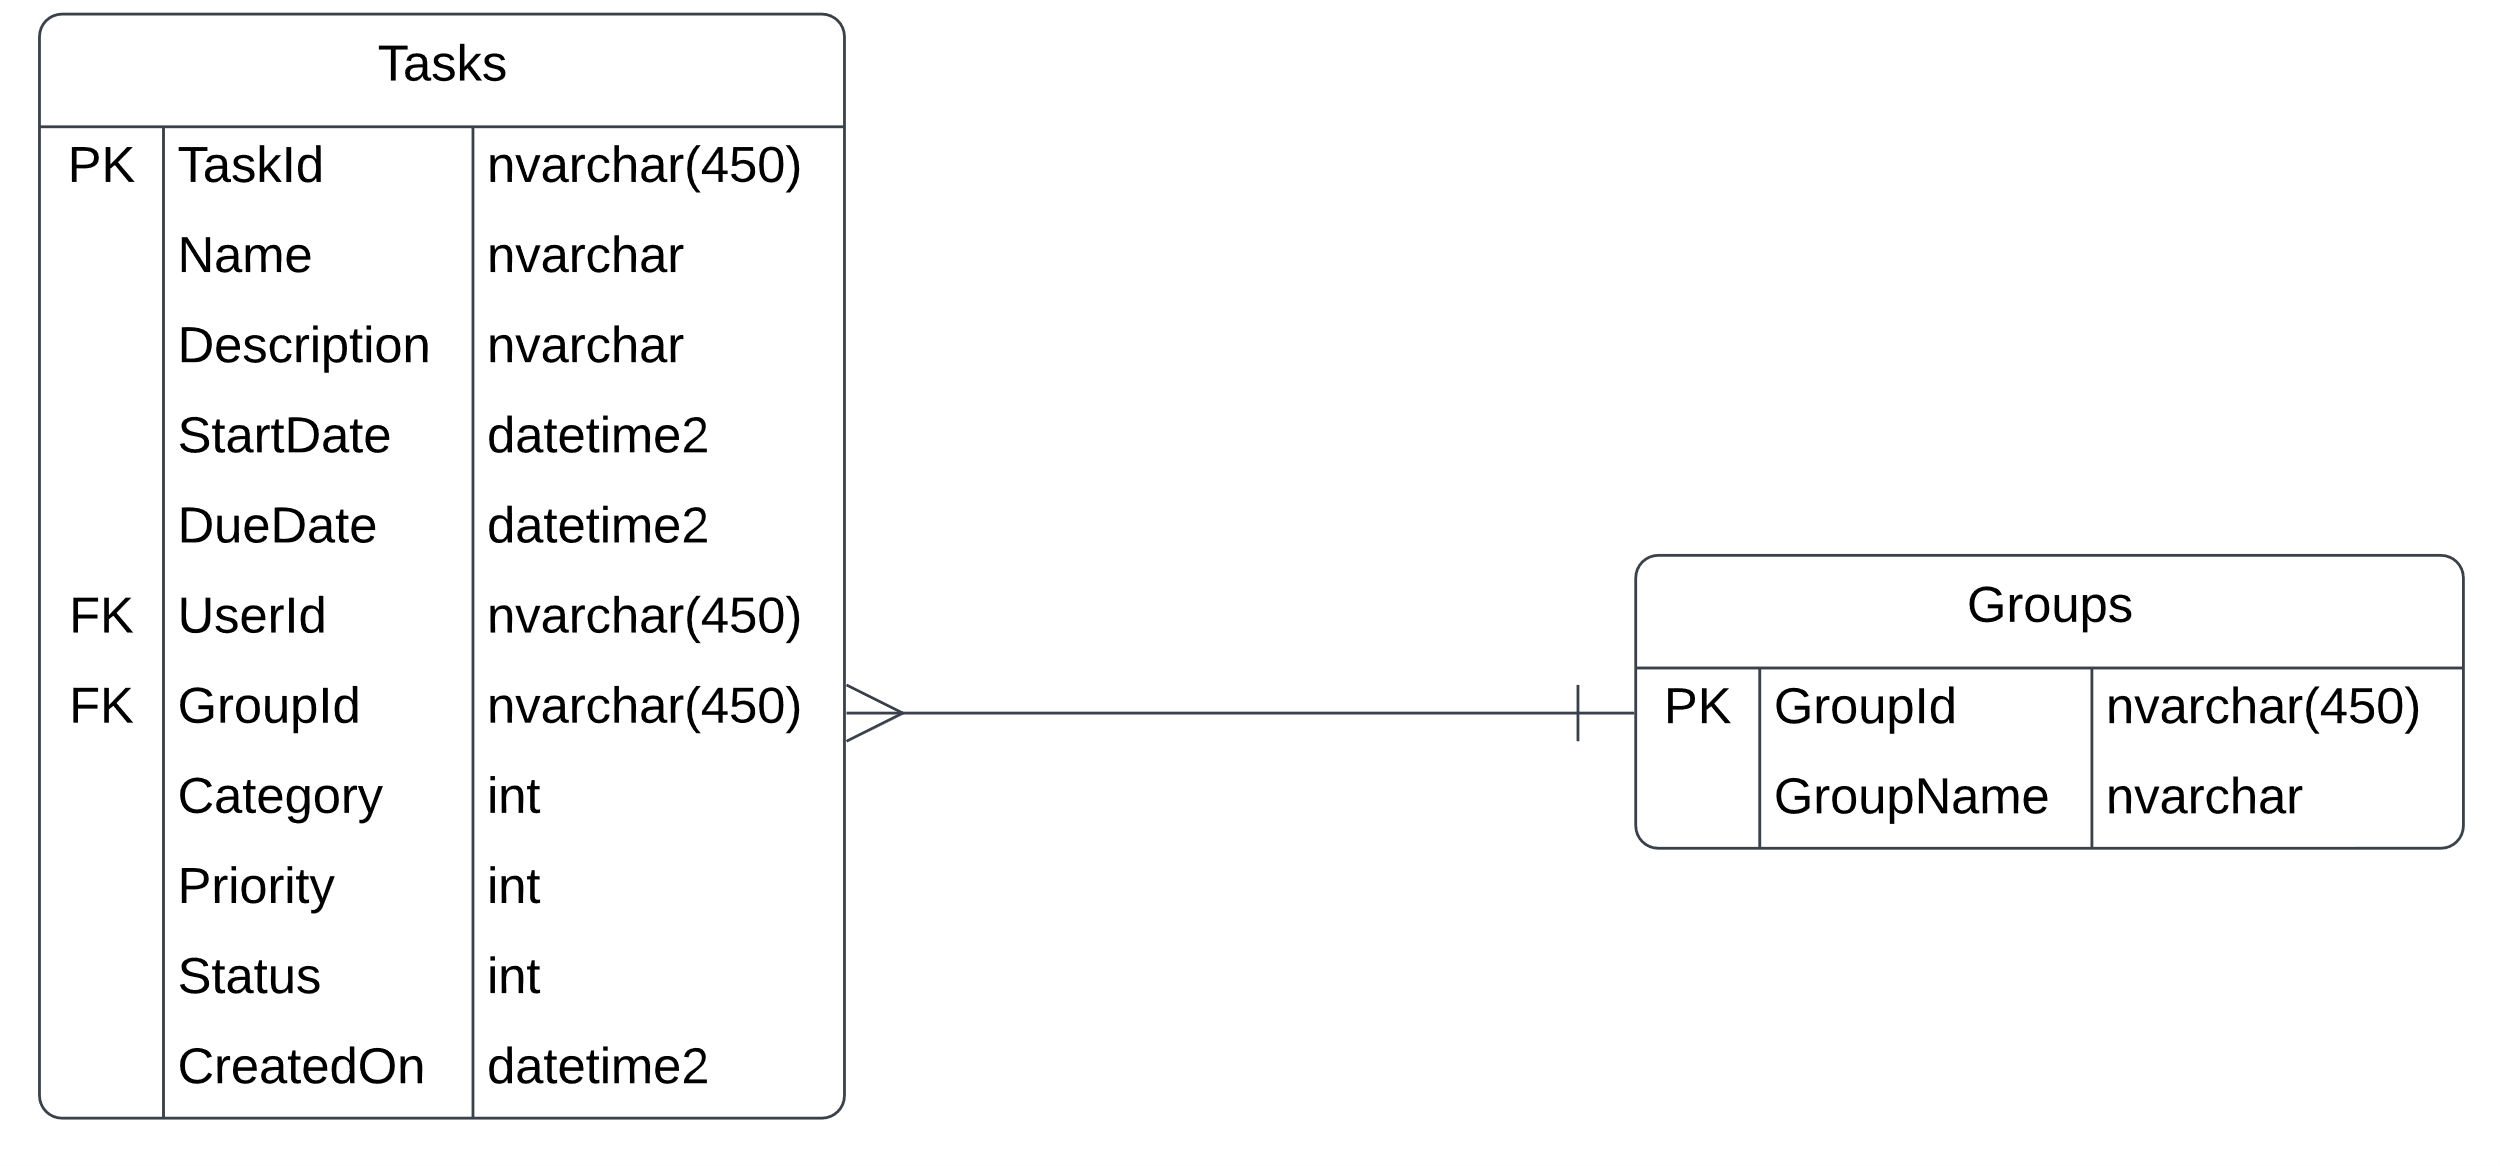 Tasks
PK TaskId nvarchar(450)
Name nvarchar
Description nvarchar
StartDate datetime2
DueDate datetime2
FK UserId nvarchar(450)
FK GroupId nvarchar(450)
Category int
Priority int
Status int
CreatedOn datetime2
Groups
PK GroupId nvarchar(450)
GroupName nvarchar